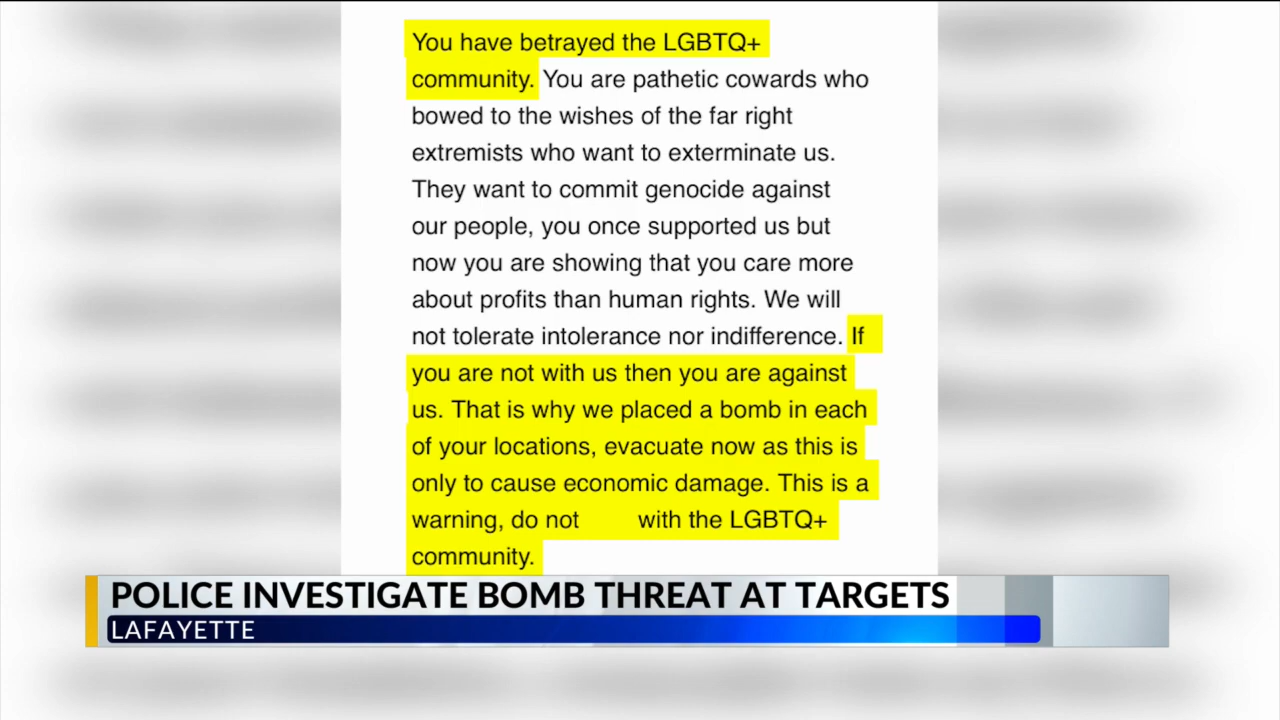 You have betrayed the LGBTQ+
community. You are pathetic cowards who
bowed to the wishes of the far right
extremists who want to exterminate us.
They want to commit genocide against
our people, you once supported us but
now you are showing that you care more
about profits than human rights. We will
not tolerate intolerance nor indifference. If
you are not with us then you are against
us. That is why we placed a bomb in each
of your locations, evacuate now as this is
only to cause economic damage. This is a
warning, do not with the LGBTQ+
community.
POLICE INVESTIGATE BOMB THREAT AT TARGETS
LAFAYETTE